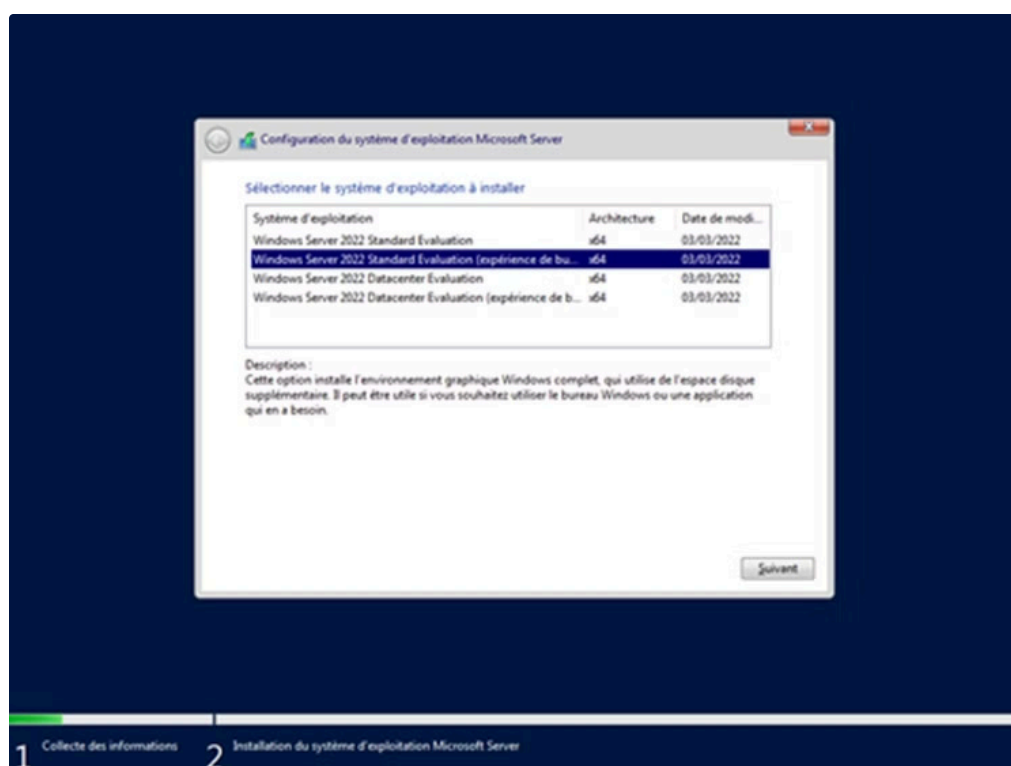 Configuration du système d'exploitation Microsoft Server
Sélectionner le système d'exploitation à installer
Système d'exploitation Architecture Date de modi...
Windows Server 2022 Standard Evaluation x64 03/03/2022
Windows Server 2022 Standard Evaluation (expérience de bu... x64 03/03/2022
Windows Server 2022 Datacenter Evaluation x64 03/03/2022
Windows Server 2022 Datacenter Evaluation (expérience de b... x64 03/03/2022
Description :
Cette option installe l'environnement graphique Windows complet, qui utilise de l'espace disque
supplémentaire. Il peut être utile si vous souhaitez utiliser le bureau Windows ou une application
qui en a besoin.
Suivant
1 Collecte des informations 2 Installation du système d'exploitation Microsoft Server